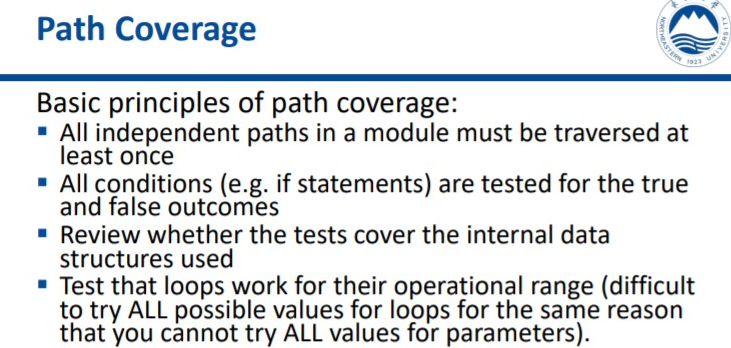 Path Coverage
NORTHEASTERN 1923 UNIVERSITY
Basic principles of path coverage:
▪ All independent paths in a module must be traversed at
least once
▪ All conditions (e.g. if statements) are tested for the true
and false outcomes
▪ Review whether the tests cover the internal data
structures used
▪ Test that loops work for their operational range (difficult
to try ALL possible values for loops for the same reason
that you cannot try ALL values for parameters).